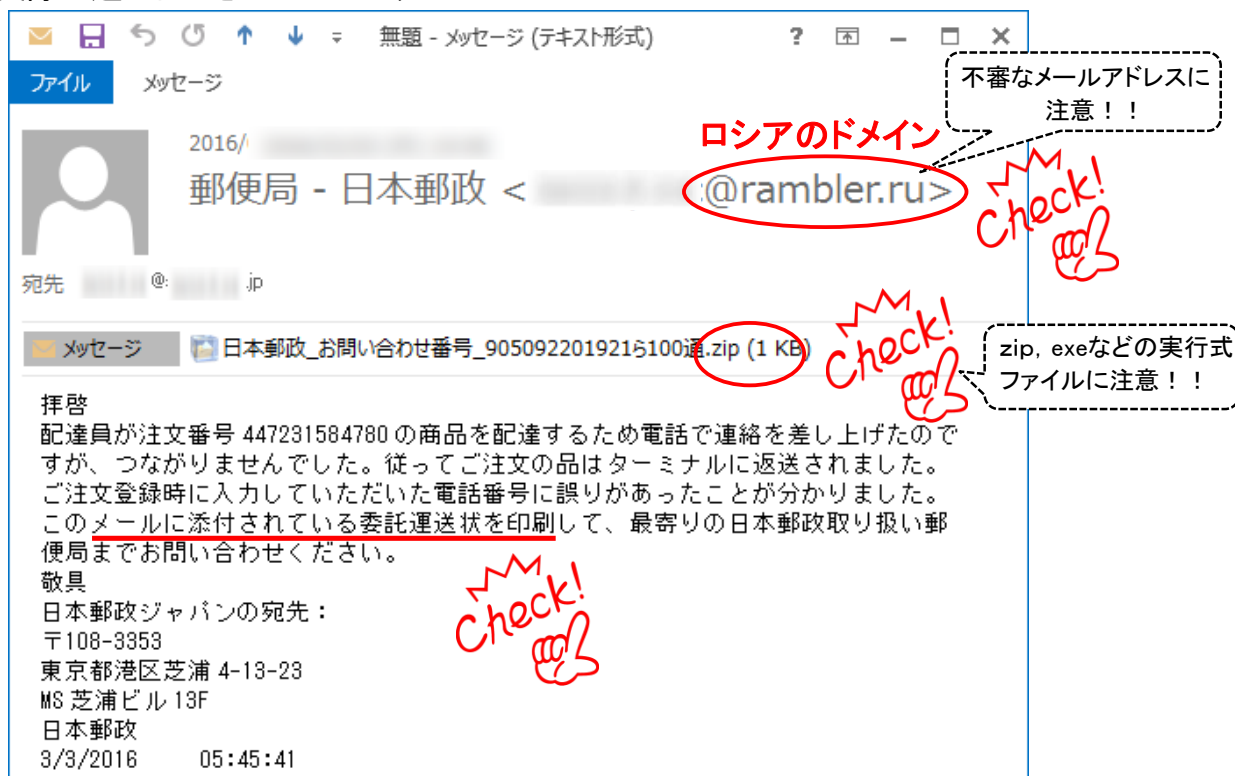 無題 - メッセージ (テキスト形式)
ファイル メッセージ
不審なメールアドレスに
注意！！
2016/
ロシアのドメイン
郵便局 - 日本郵政 < @rambler.ru>
Check!
宛先 @ .jp
メッセージ 日本郵政_お問い合わせ番号_9050922019215100通.zip (1 KB)
Check!
zip, exeなどの実行式
ファイルに注意！！
拝啓
配達員が注文番号 447231584780 の商品を配達するため電話で連絡を差し上げたので
すが、つながりませんでした。従ってご注文の品はターミナルに返送されました。
ご注文登録時に入力していただいた電話番号に誤りがあったことが分かりました。
このメールに添付されている委託運送状を印刷して、最寄りの日本郵政取り扱い郵
便局までお問い合わせください。
敬具
Check!
日本郵政ジャパンの宛先：
〒108-3353
東京都港区芝浦 4-13-23
MS 芝浦ビル 13F
日本郵政
3/3/2016 05:45:41